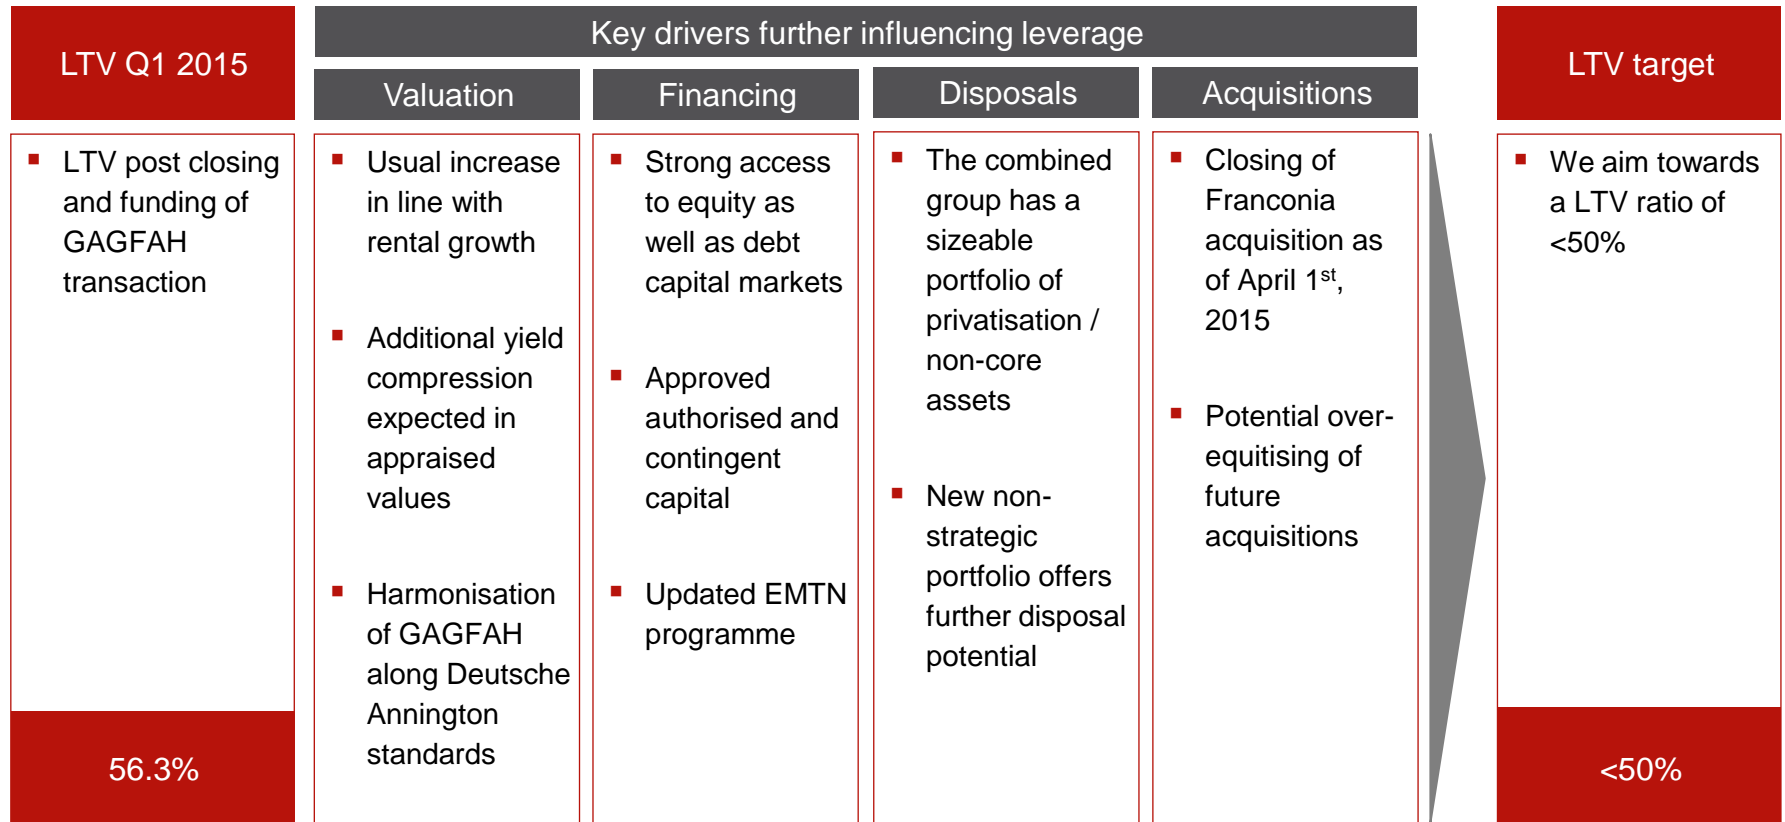 LTV Q1 2015
Key drivers further influencing leverage
LTV target
Valuation
Financing
Disposals
Acquisitions
▪ LTV post closing
and funding of
GAGFAH
transaction
56.3%
▪ Usual increase
in line with
rental growth
▪ Additional yield
compression
expected in
appraised
values
▪ Harmonisation
of GAGFAH
along Deutsche
Annington
standards
▪ Strong access
to equity as
well as debt
capital markets
▪ Approved
authorised and
contingent
capital
▪ Updated EMTN
programme
▪ The combined
group has a
sizeable
portfolio of
privatisation /
non-core
assets
▪ New non-
strategic
portfolio offers
further disposal
potential
▪ Closing of
Franconia
acquisition as
of April 1st,
2015
▪ Potential over-
equitising of
future
acquisitions
▪ We aim towards
a LTV ratio of
<50%
<50%